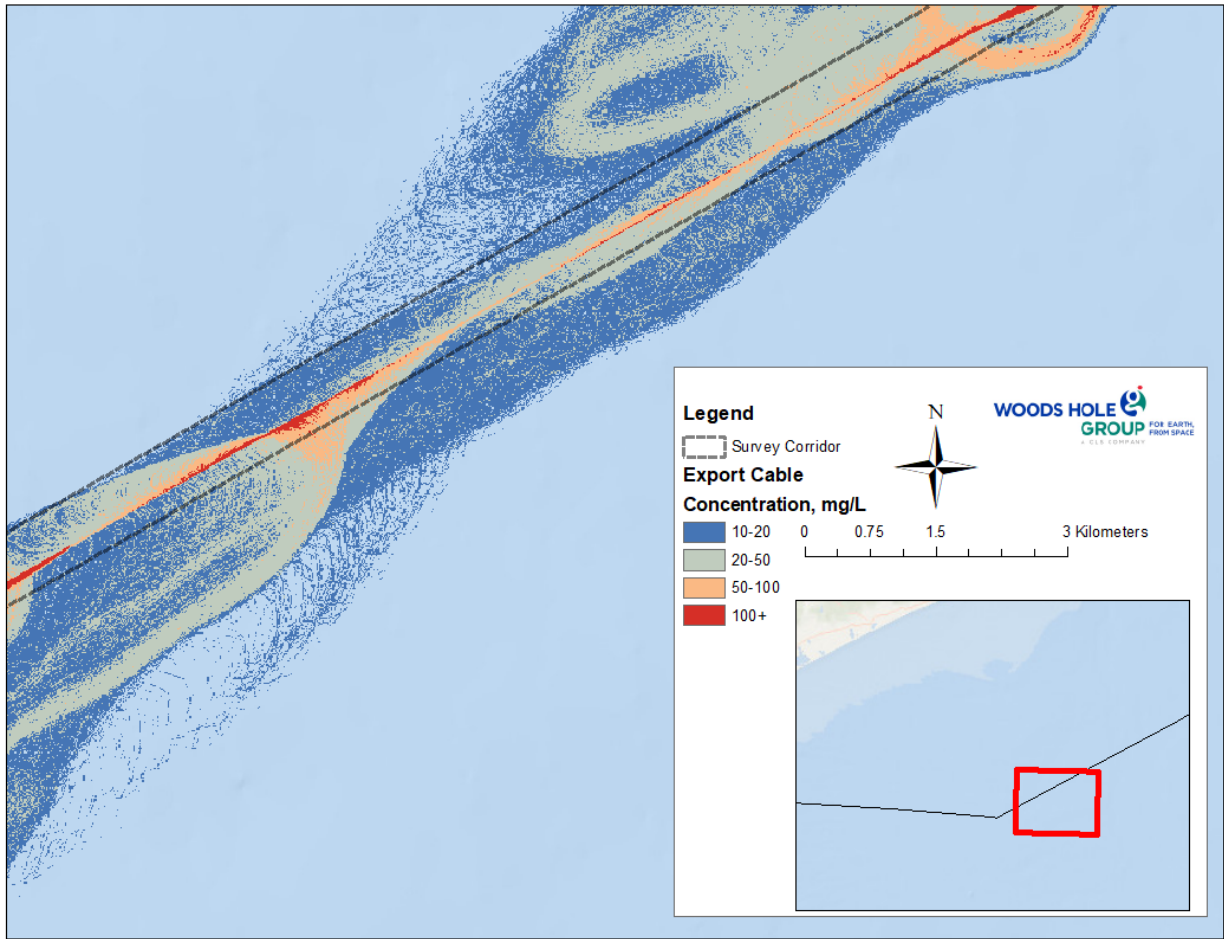 Legend
Survey Corridor
Export Cable
Concentration, mg/L
10-20
20-50
50-100
100+
N
WOODS HOLE
GROUP
FOR EARTH,
FROM SPACE
A CLS COMPANY
0 0.75 1.5 3 Kilometers